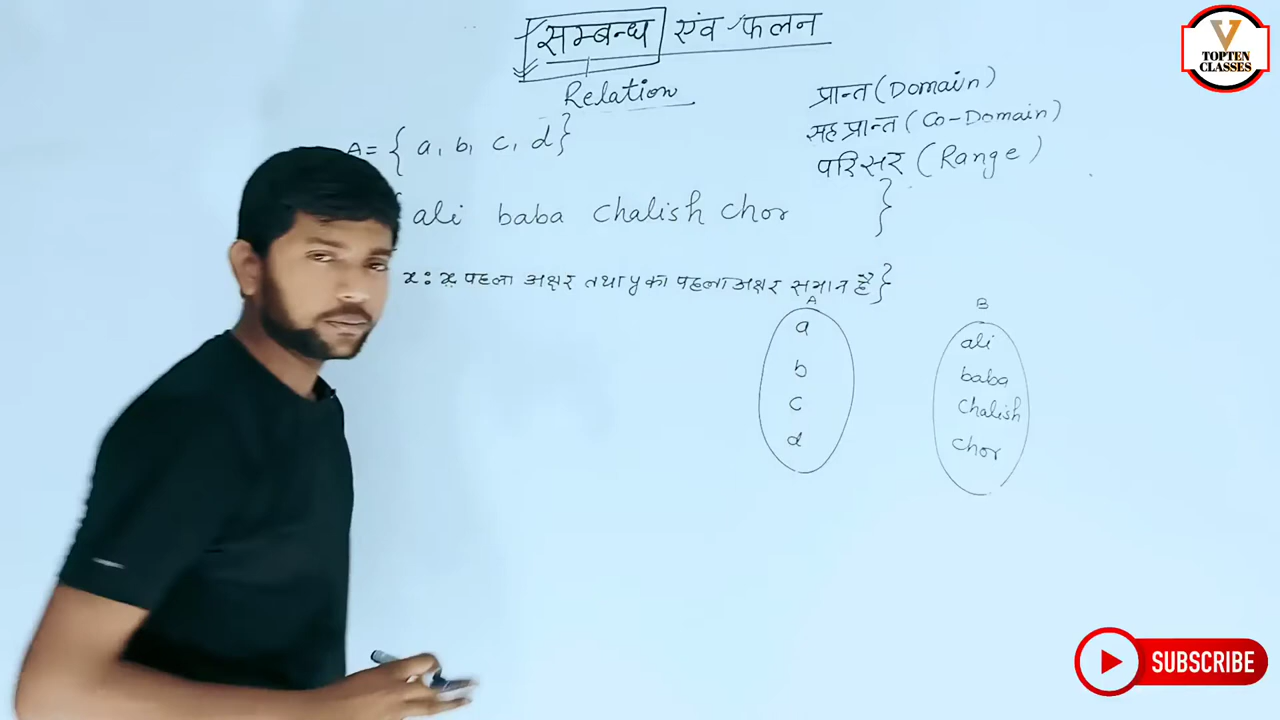 सम्बन्ध एंव फलन
Relation
प्रान्त (Domain)
सह प्रान्त (Co-Domain)
परिसर (Range)
A = { a, b, c, d }
{ ali baba Chalish Chor }
x : x पहला अक्षर तथा y का पहला अक्षर समान है }
A
a
b
c
d
B
ali
baba
Chalish
chor
V
TOPTEN
CLASSES
SUBSCRIBE